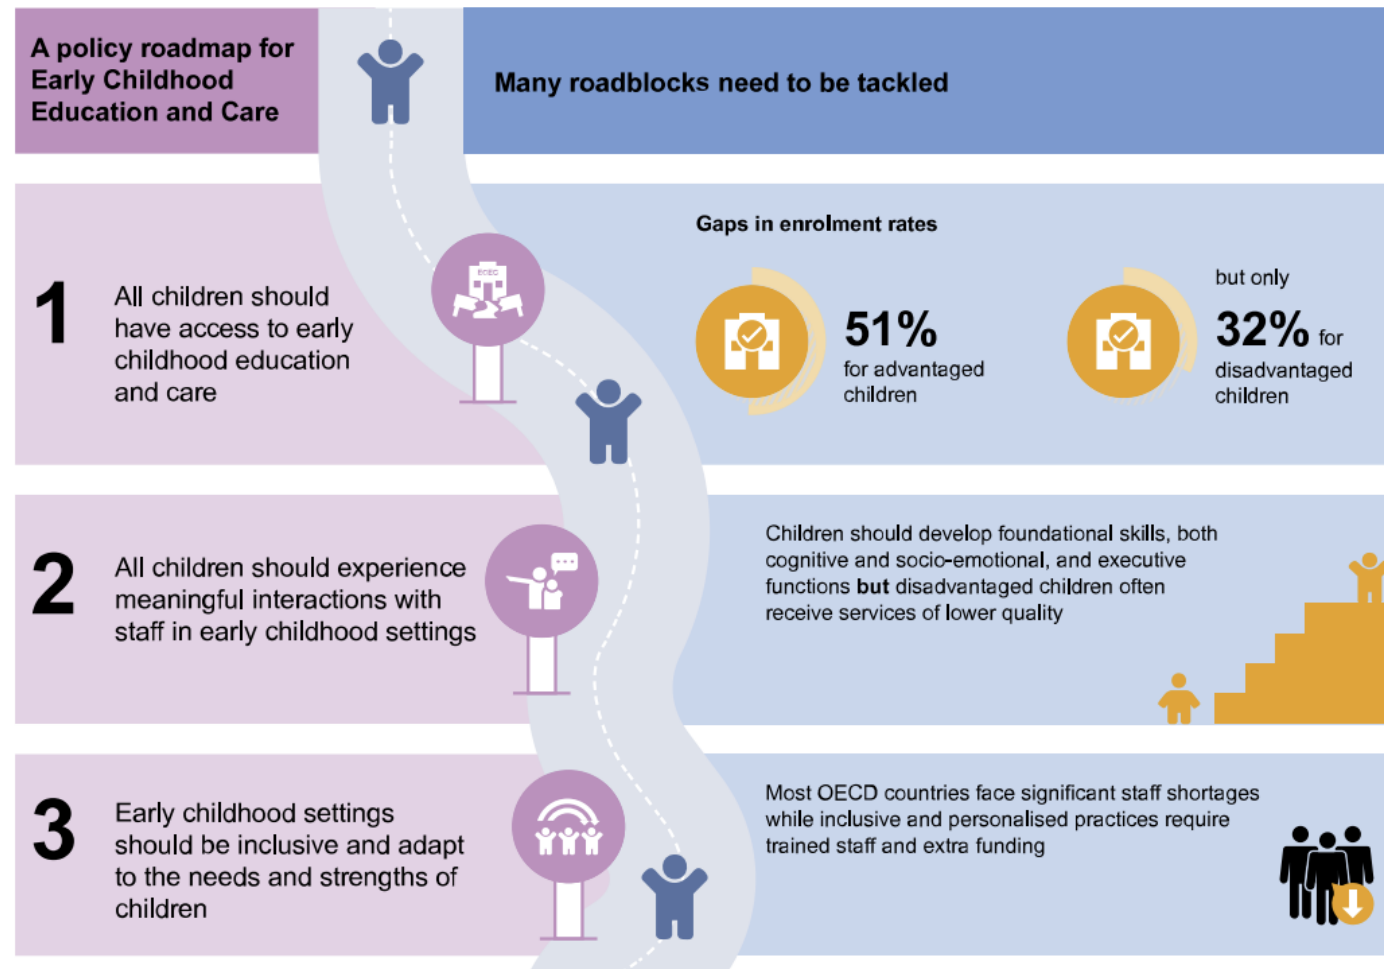 A policy roadmap for
Early Childhood
Education and Care
Many roadblocks need to be tackled
1
All children should
have access to early
childhood education
and care
ECEC
Gaps in enrolment rates
51%
for advantaged
children
but only
32% for
disadvantaged
children
2
All children should experience
meaningful interactions with
staff in early childhood settings
Children should develop foundational skills, both
cognitive and socio-emotional, and executive
functions but disadvantaged children often
receive services of lower quality
3
Early childhood settings
should be inclusive and adapt
to the needs and strengths of
children
Most OECD countries face significant staff shortages
while inclusive and personalised practices require
trained staff and extra funding